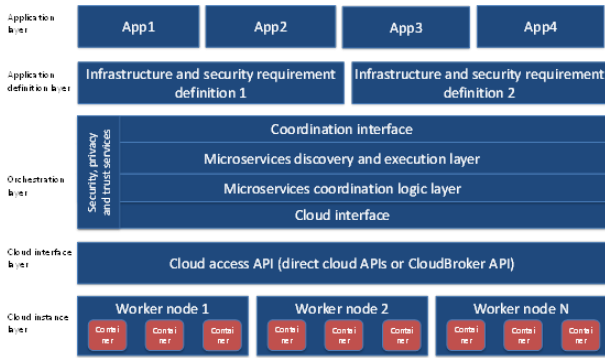 Application
layer
App1
App2
App3
App4
Application
definition layer
Infrastructure and security requirement
definition 1
Infrastructure and security requirement
definition 2
Orchestration
layer
Security, privacy
and trust services
Coordination interface
Microservices discovery and execution layer
Microservices coordination logic layer
Cloud interface
Cloud interface
layer
Cloud access API (direct cloud APIs or CloudBroker API)
Cloud instance
layer
Worker node 1
Contai
ner
Contai
ner
Contai
ner
Worker node 2
Contai
ner
Contai
ner
Contai
ner
Worker node N
Contai
ner
Contai
ner
Contai
ner